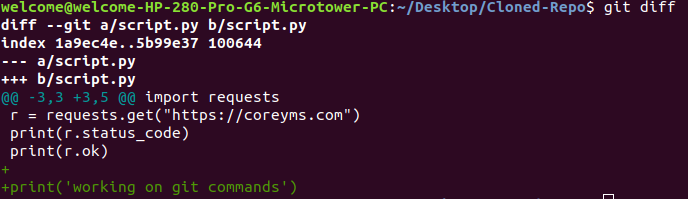 welcome@welcome-HP-280-Pro-G6-Microtower-PC:~/Desktop/Cloned-Repo$ git diff
diff --git a/script.py b/script.py
index 1a9ec4e..5b99e37 100644
--- a/script.py
+++ b/script.py
@@ -3,3 +3,5 @@ import requests
 r = requests.get("https://coreyms.com")
 print(r.status_code)
 print(r.ok)
+
+print('working on git commands')